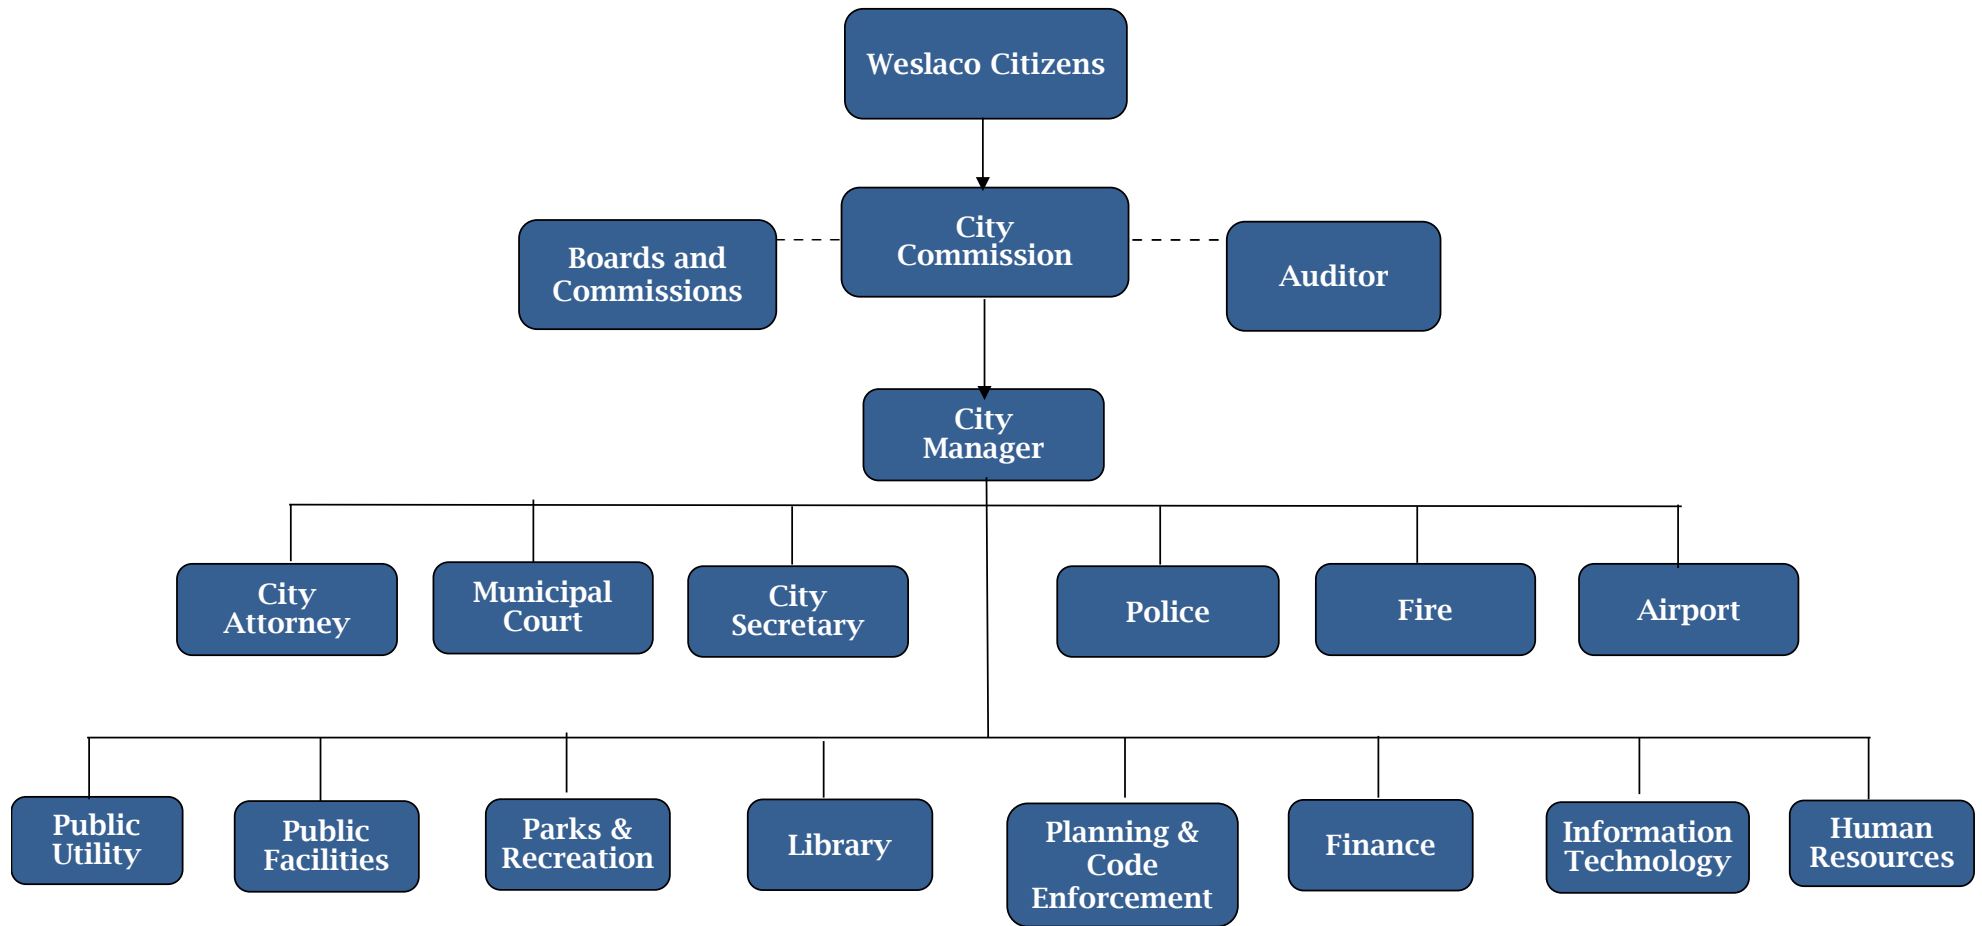 Weslaco Citizens
City
Commission
Boards and
Commissions
Auditor
City
Manager
City
Attorney
Municipal
Court
City
Secretary
Police
Fire
Airport
Public
Utility
Public
Facilities
Parks &
Recreation
Library
Planning &
Code
Enforcement
Finance
Information
Technology
Human
Resources